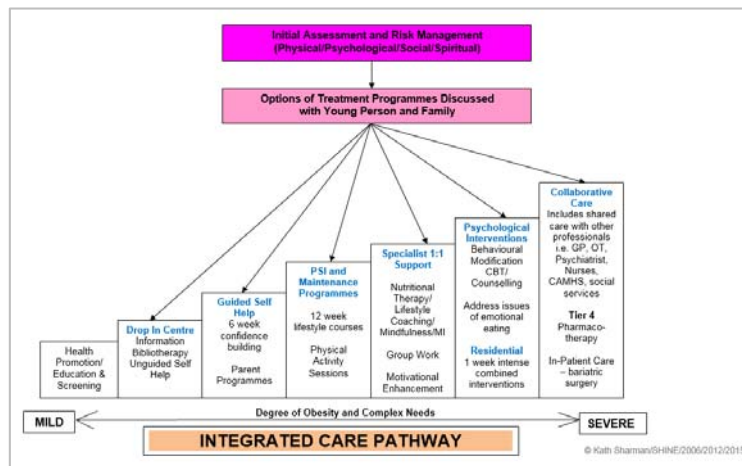 Initial Assessment and Risk Management
(Physical/Psychological/Social/Spiritual)
Options of Treatment Programmes Discussed
with Young Person and Family
Health
Promotion/
Education &
Screening
Drop In Centre
Information
Bibliotherapy
Unguided Self
Help
Guided Self
Help
6 week
confidence
building
Parent
Programmes
PSI and
Maintenance
Programmes
12 week
lifestyle courses
Physical
Activity
Sessions
Specialist 1:1
Support
Nutritional
Therapy/
Lifestyle
Coaching/
Mindfulness/MI
Group Work
Motivational
Enhancement
Psychological
Interventions
Behavioural
Modification
CBT/
Counselling
Address issues
of emotional
eating
Residential
1 week intense
combined
interventions
Collaborative
Care
Includes shared
care with other
professionals
i.e. GP, OT,
Psychiatrist,
Nurses,
CAMHS, social
services
Tier 4
Pharmaco-
therapy
In-Patient Care
– bariatric
surgery
MILD
Degree of Obesity and Complex Needs
SEVERE
INTEGRATED CARE PATHWAY
© Kath Sharman/SHINE/2006/2012/2015